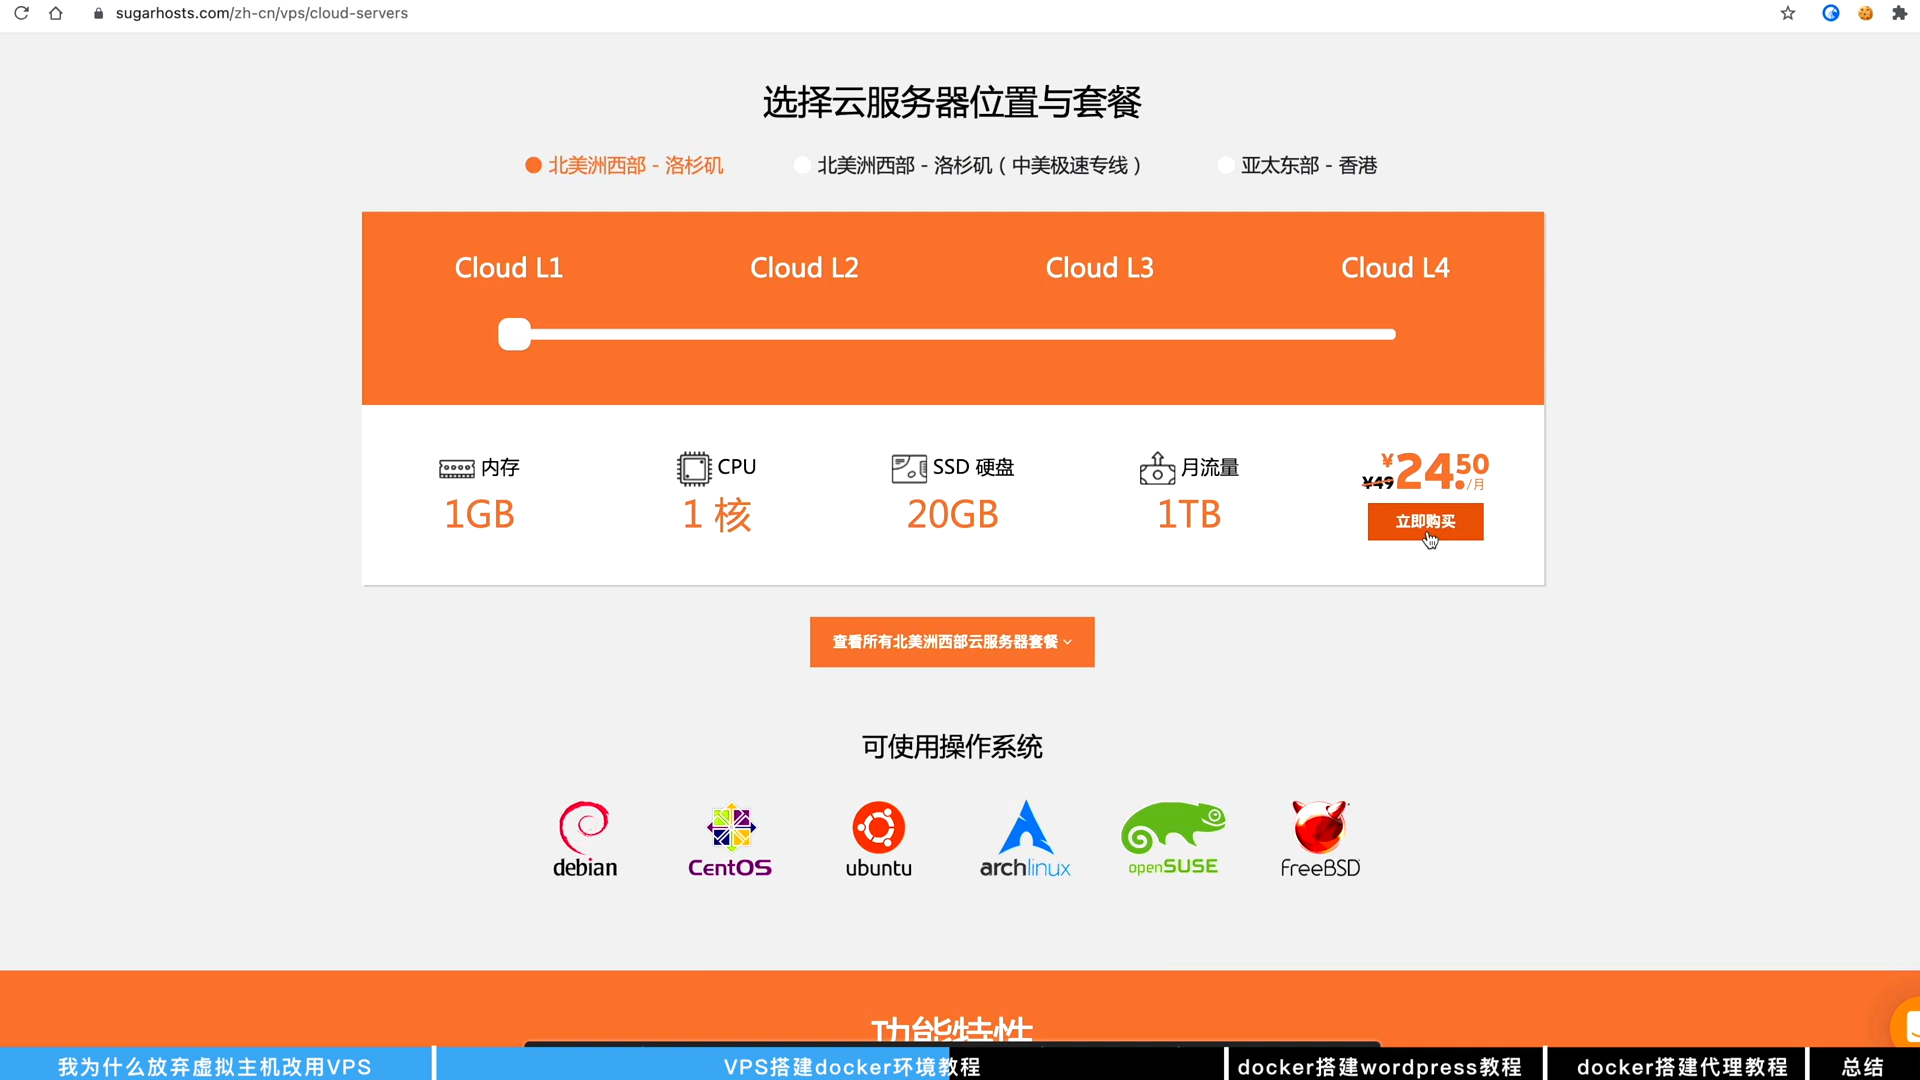 sugarhosts.com/zh-cn/vps/cloud-servers
选择云服务器位置与套餐
北美洲西部 - 洛杉矶
北美洲西部 - 洛杉矶（中美极速专线）
亚太东部 - 香港
Cloud L1
Cloud L2
Cloud L3
Cloud L4
内存
1GB
CPU
1 核
SSD 硬盘
20GB
月流量
1TB
¥49 ¥24.50/月
立即购买
查看所有北美洲西部云服务器套餐
可使用操作系统
debian
CentOS
ubuntu
archlinux
openSUSE
FreeBSD
功能特性
我为什么放弃虚拟主机改用VPS
VPS搭建docker环境教程
docker搭建wordpress教程
docker搭建代理教程
总结